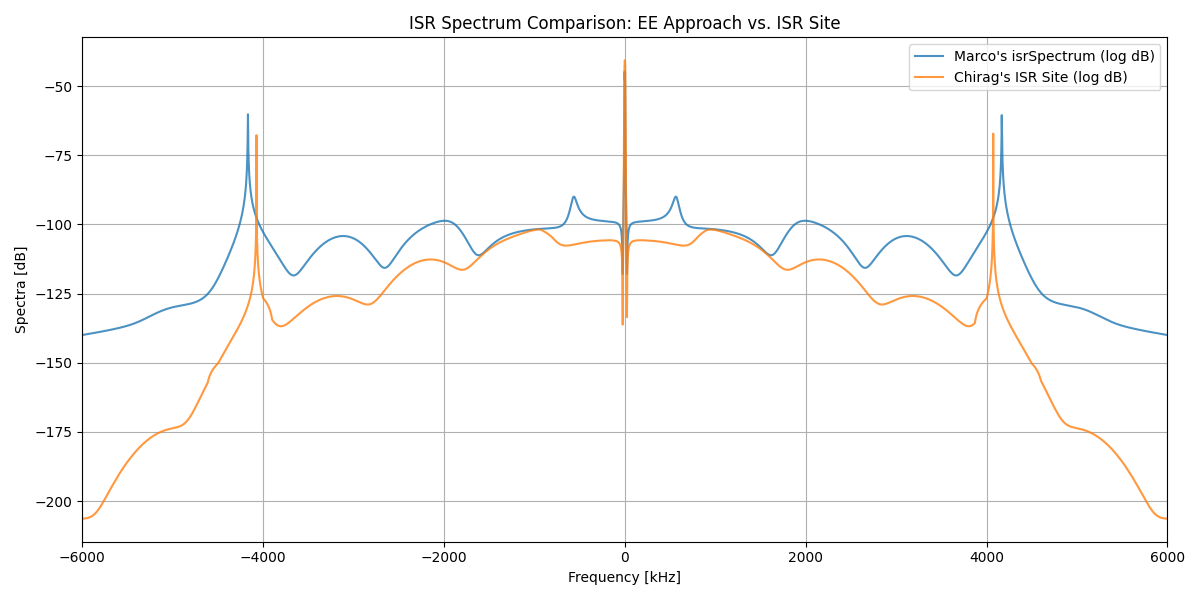 ISR Spectrum Comparison: EE Approach vs. ISR Site
Marco's isrSpectrum (log dB)
Chirag's ISR Site (log dB)
Spectra [dB]
−50
−75
−100
−125
−150
−175
−200
−6000 −4000 −2000 0 2000 4000 6000
Frequency [kHz]